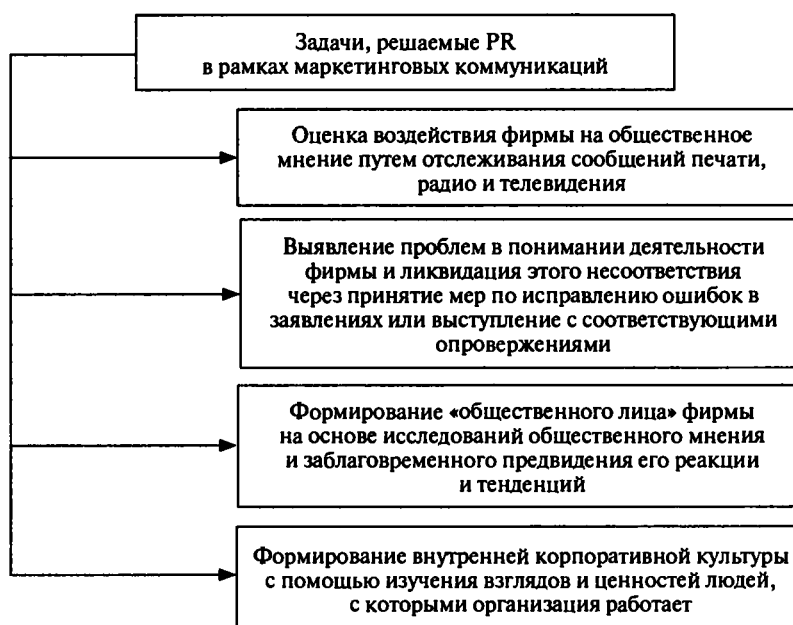 Задачи, решаемые PR
в рамках маркетинговых коммуникаций
Оценка воздействия фирмы на общественное
мнение путем отслеживания сообщений печати,
радио и телевидения
Выявление проблем в понимании деятельности
фирмы и ликвидация этого несоответствия
через принятие мер по исправлению ошибок в
заявлениях или выступление с соответствующими
опровержениями
Формирование «общественного лица» фирмы
на основе исследований общественного мнения
и заблаговременного предвидения его реакции
и тенденций
Формирование внутренней корпоративной культуры
с помощью изучения взглядов и ценностей людей,
с которыми организация работает